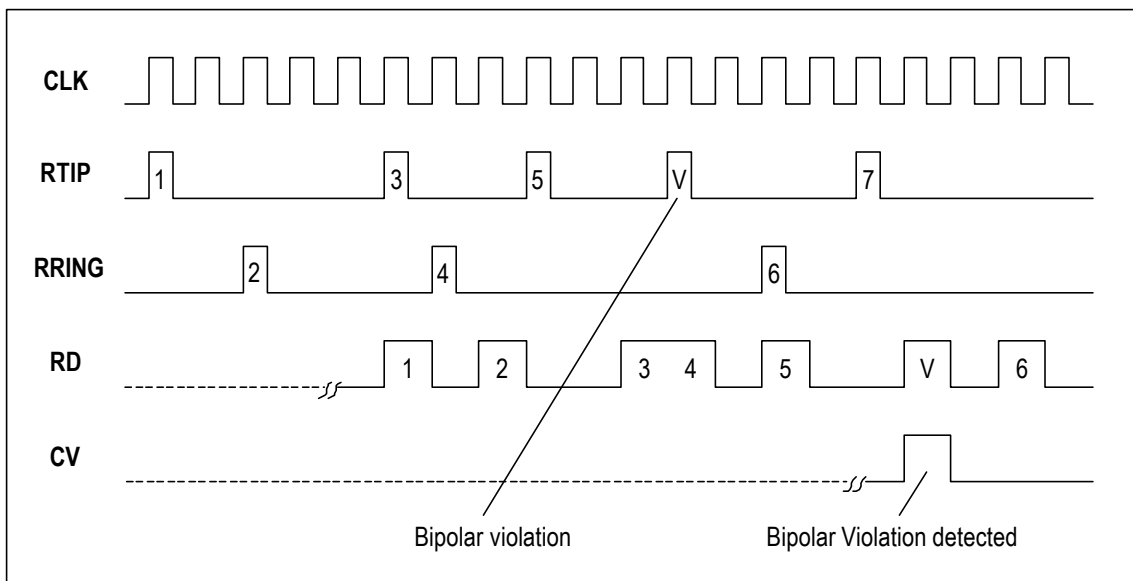 CLK
RTIP
1 3 5 V 7
RRING
2 4 6
RD
1 2 3 4 5 V 6
CV
Bipolar violation
Bipolar Violation detected